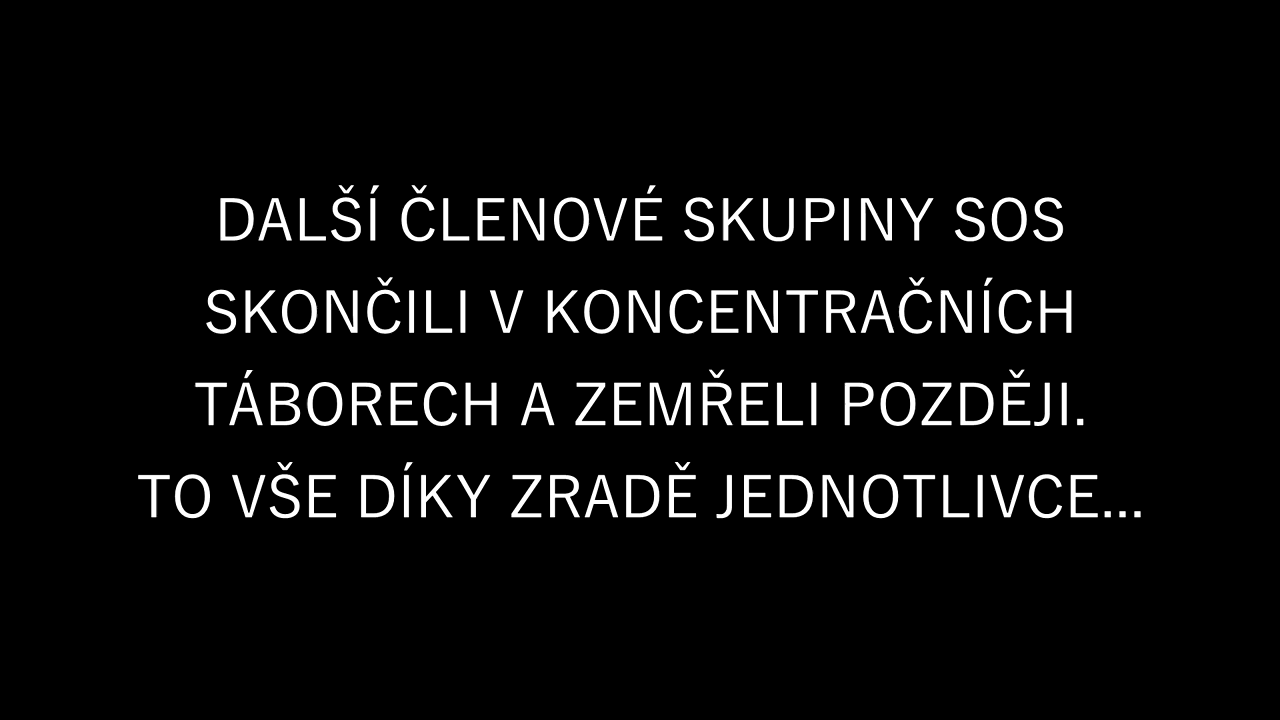 DALŠÍ ČLENOVÉ SKUPINY SOS
SKONČILI V KONCENTRAČNÍCH
TÁBORECH A ZEMŘELI POZDĚJI.
TO VŠE DÍKY ZRADĚ JEDNOTLIVCE...